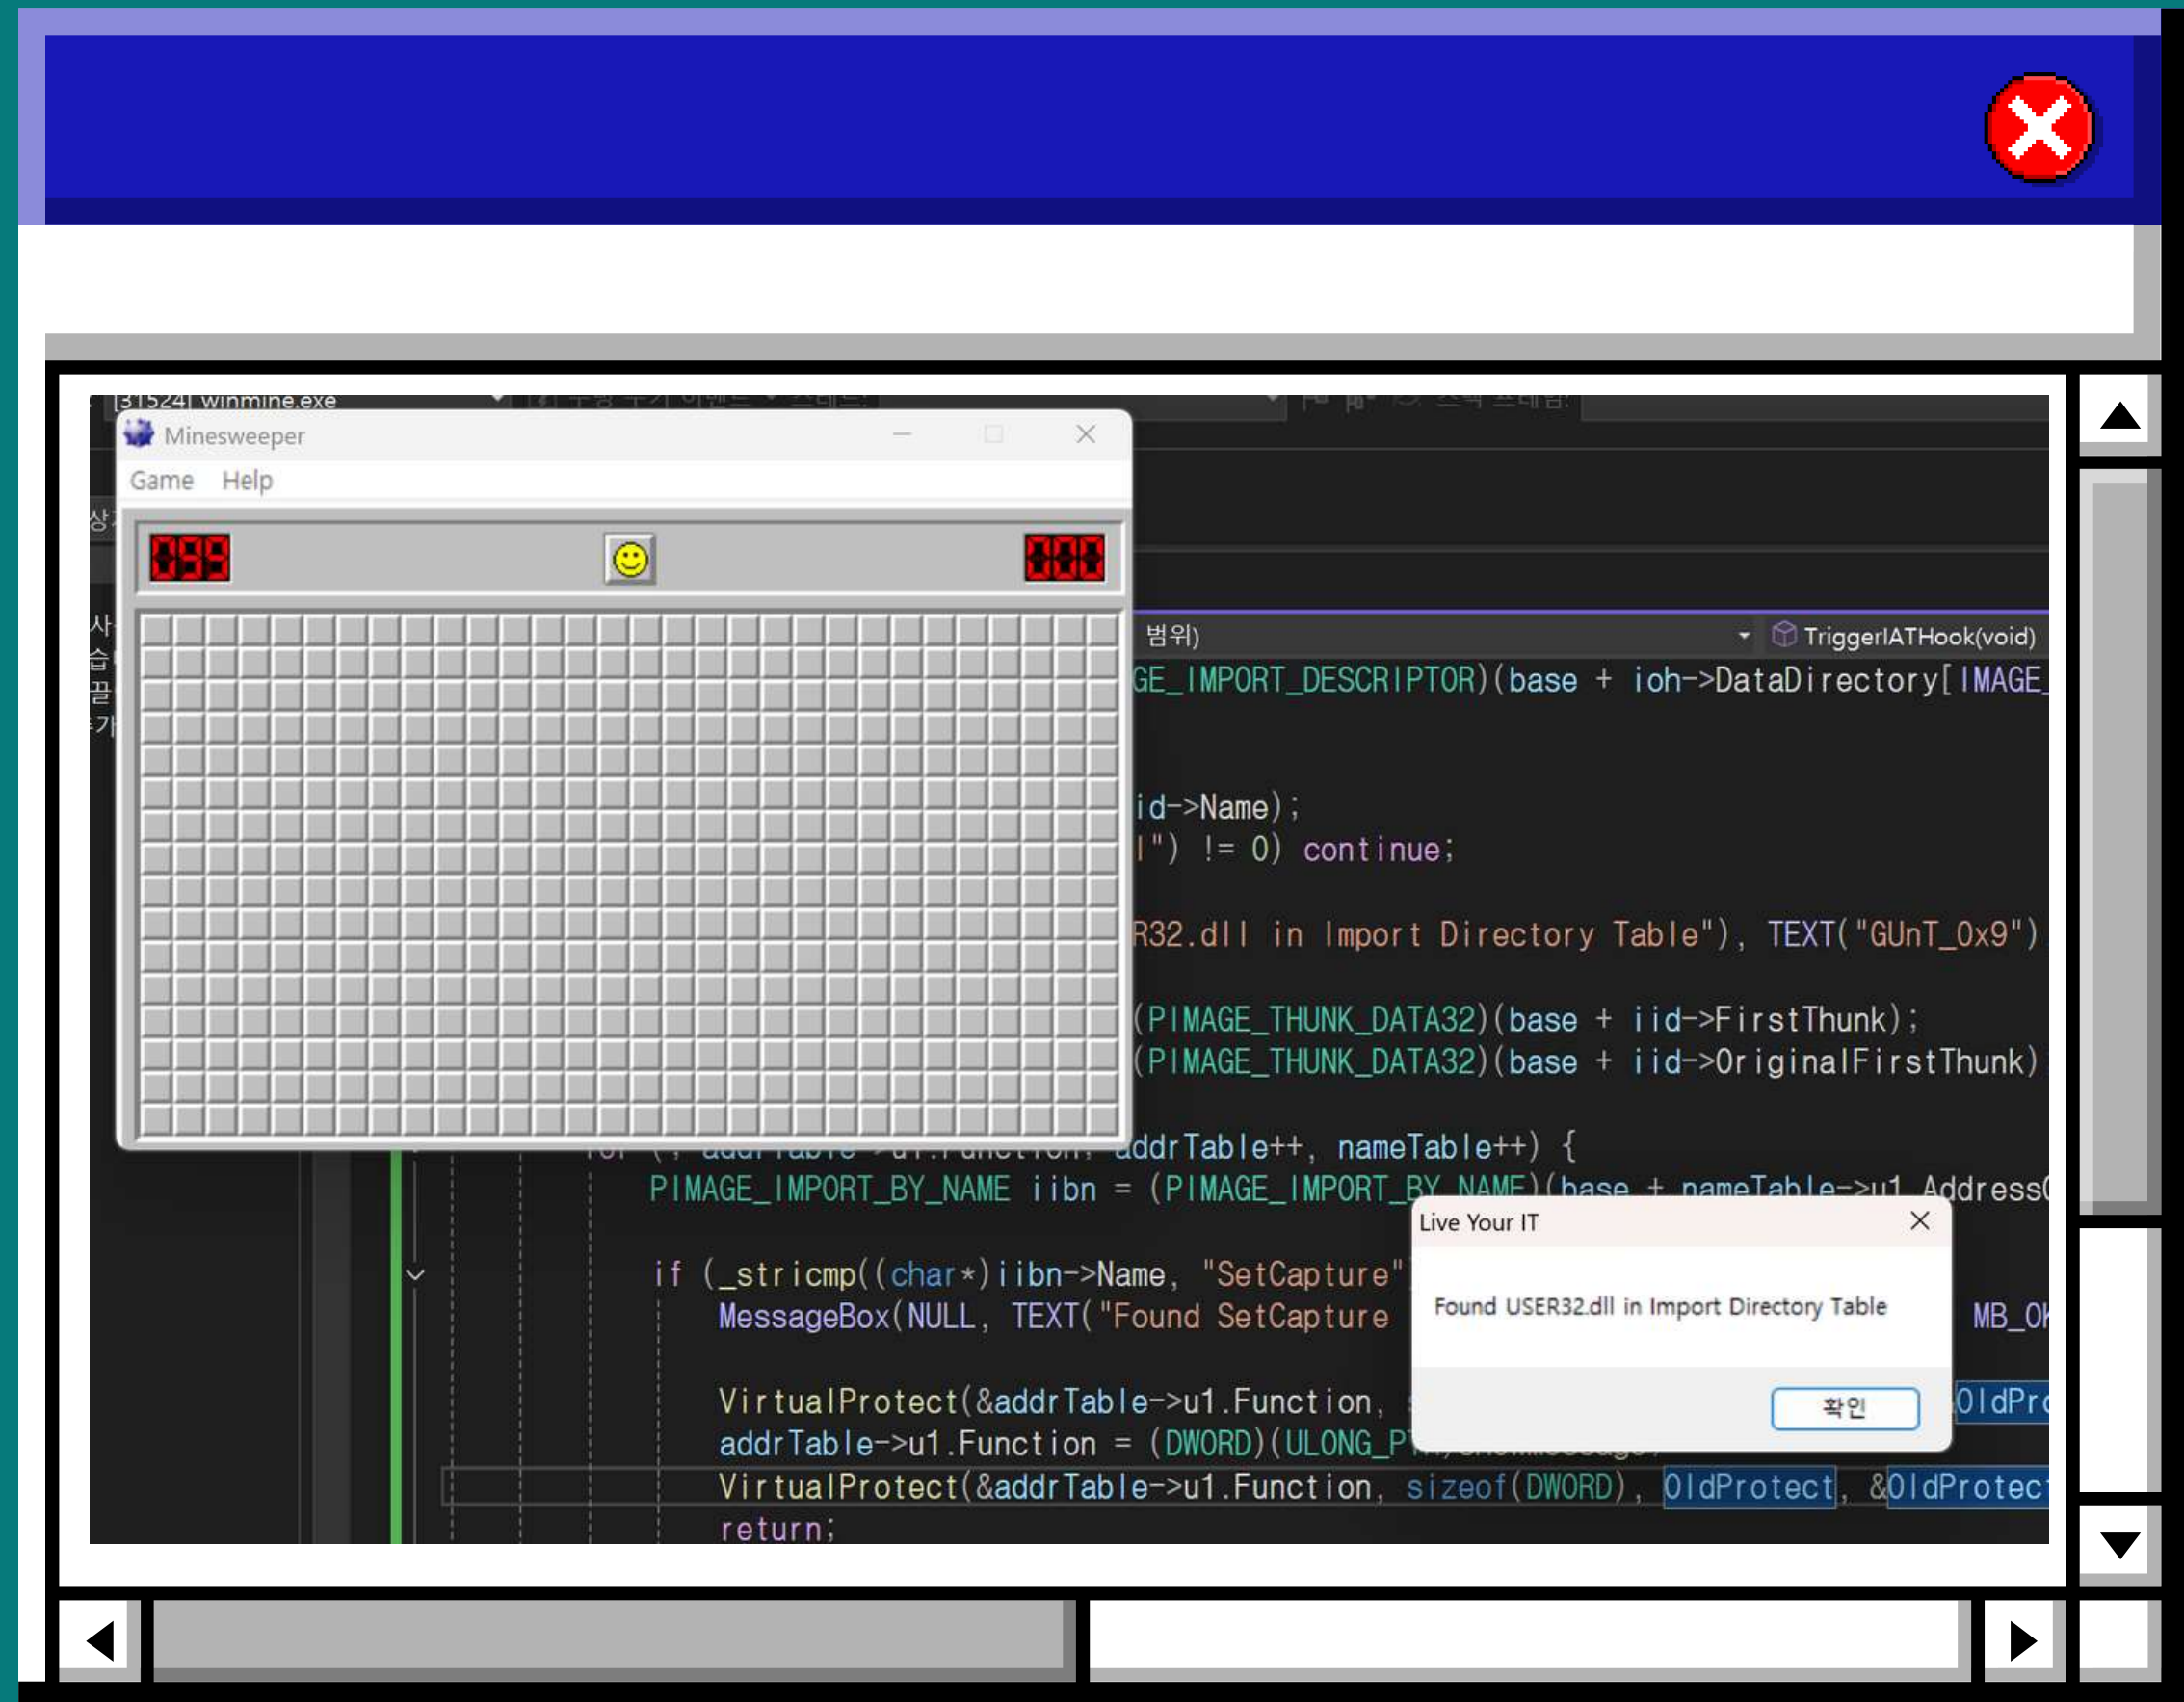 [31524] winmine.exe
Minesweeper
Game Help
범위)
TriggerIATHook(void)
GE_IMPORT_DESCRIPTOR)(base + ioh->DataDirectory[IMAGE_
id->Name);
l") != 0) continue;
R32.dll in Import Directory Table"), TEXT("GUnT_0x9")
(PIMAGE_THUNK_DATA32)(base + iid->FirstThunk);
(PIMAGE_THUNK_DATA32)(base + iid->OriginalFirstThunk)
addrTable++, nameTable++) {
PIMAGE_IMPORT_BY_NAME iibn = (PIMAGE_IMPORT_BY_NAME)(base + nameTable->u1.AddressO
if (_stricmp((char*)iibn->Name, "SetCapture"
MessageBox(NULL, TEXT("Found SetCapture
MB_OK
Live Your IT
Found USER32.dll in Import Directory Table
확인
VirtualProtect(&addrTable->u1.Function,
OldPro
addrTable->u1.Function = (DWORD)(ULONG_P
VirtualProtect(&addrTable->u1.Function, sizeof(DWORD), OldProtect, &OldProtec
return;